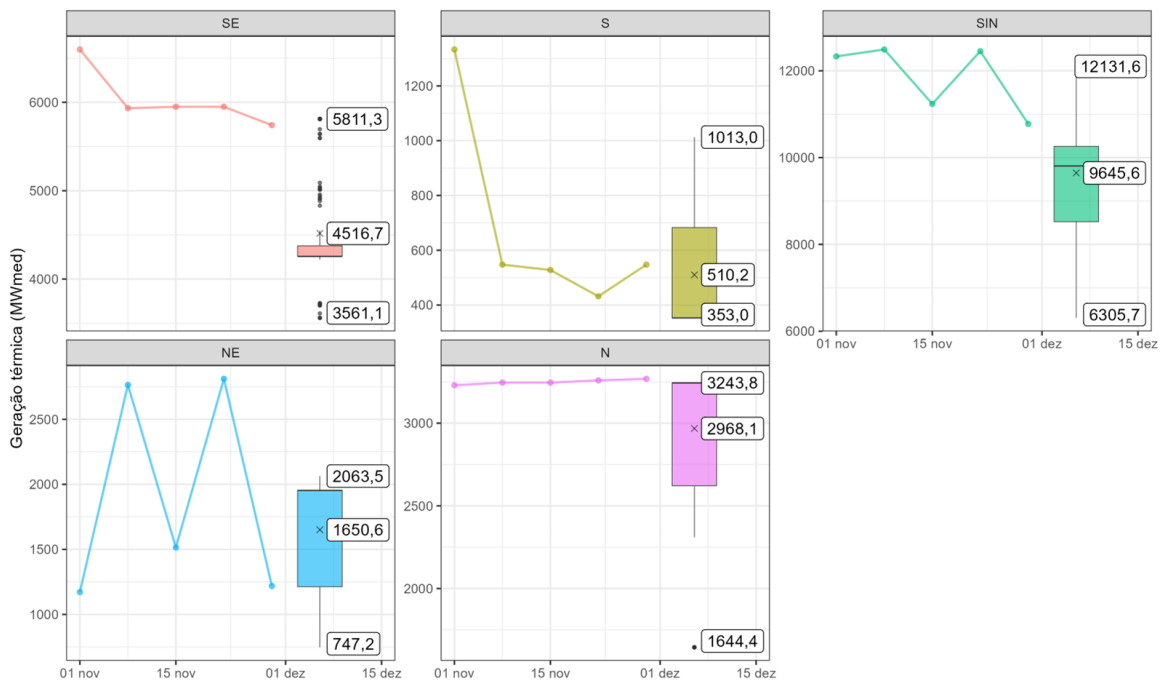 SE
S
SIN
Geração térmica (MWmed)
6000
5000
4000
5811,3
4516,7
3561,1
1200
1000
800
600
400
1013,0
510,2
353,0
12000
10000
8000
6000
12131,6
9645,6
6305,7
01 nov
15 nov
01 dez
15 dez
NE
N
2500
2000
1500
1000
2063,5
1650,6
747,2
3000
2500
2000
3243,8
2968,1
1644,4
01 nov
15 nov
01 dez
15 dez
01 nov
15 nov
01 dez
15 dez